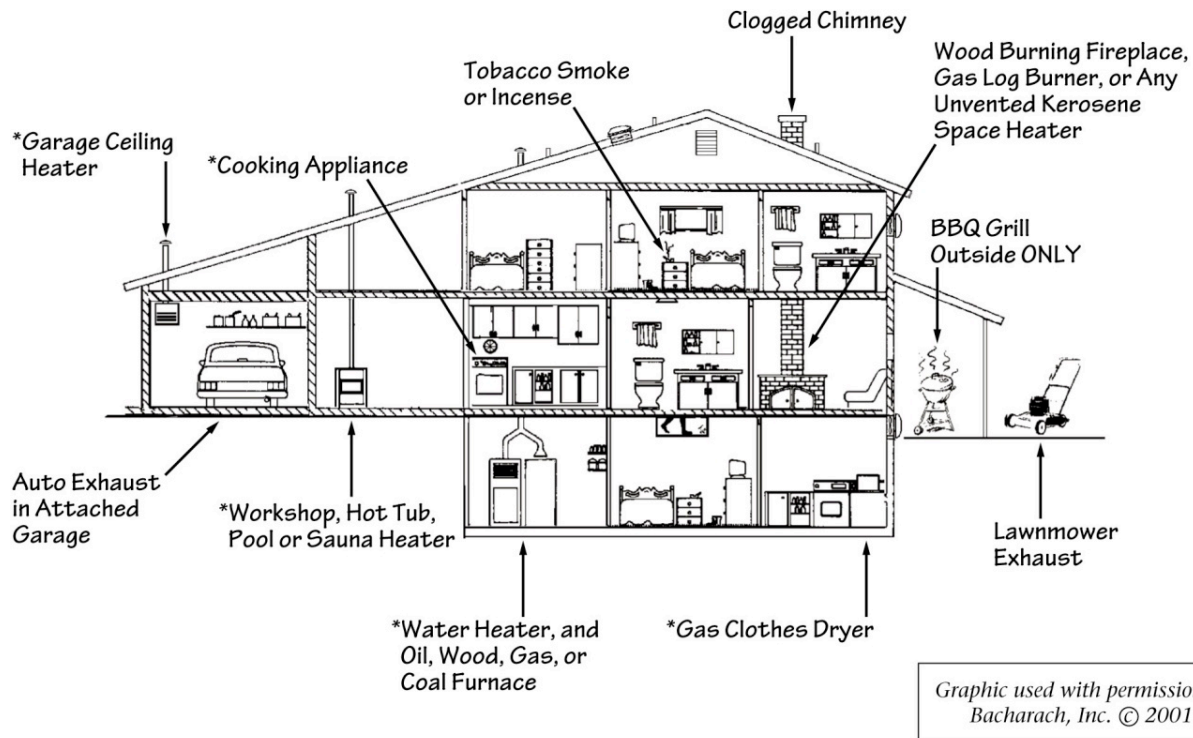 Clogged Chimney
Wood Burning Fireplace,
Gas Log Burner, or Any
Unvented Kerosene
Space Heater
Tobacco Smoke
or Incense
*Garage Ceiling
Heater
*Cooking Appliance
BBQ Grill
Outside ONLY
Auto Exhaust
in Attached
Garage
*Workshop, Hot Tub,
Pool or Sauna Heater
Lawnmower
Exhaust
*Water Heater, and
Oil, Wood, Gas, or
Coal Furnace
*Gas Clothes Dryer
Graphic used with permissio
Bacharach, Inc. © 2001